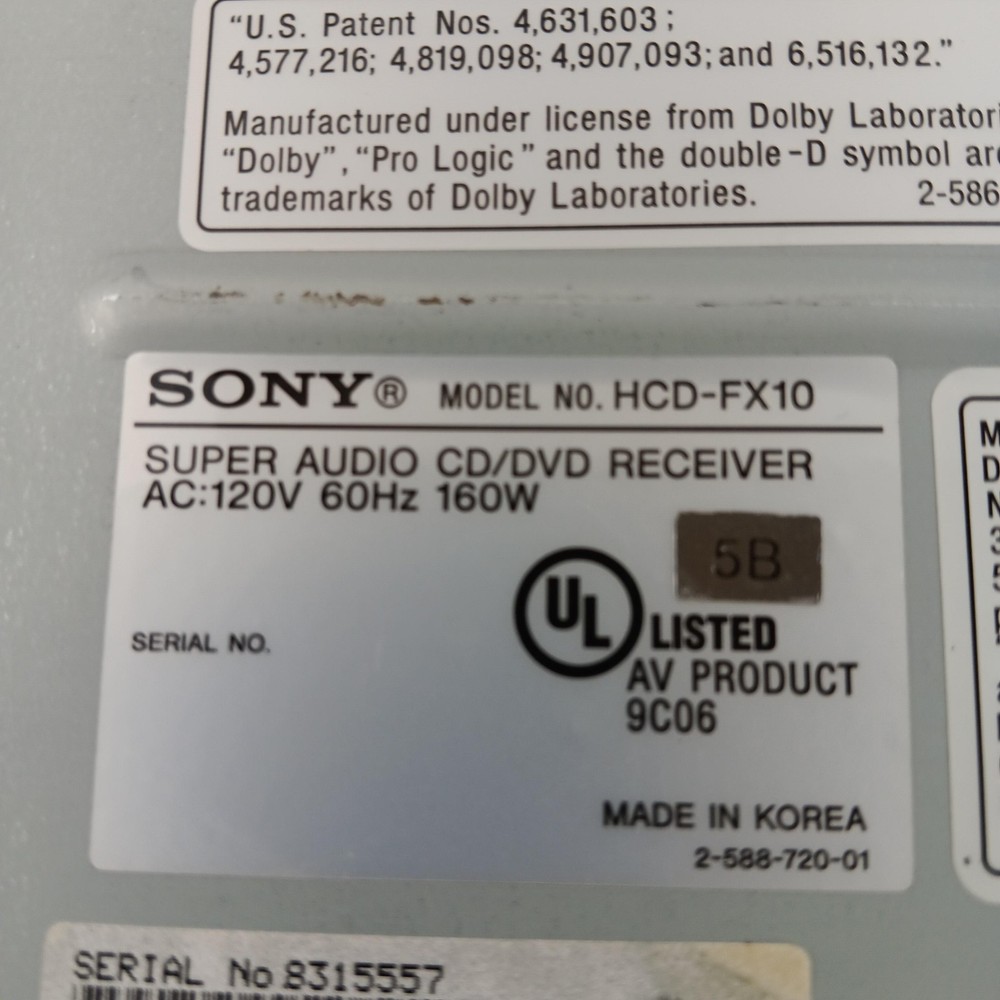 “U.S. Patent Nos. 4,631,603;
4,577,216; 4,819,098; 4,907,093; and 6,516,132.”
Manufactured under license from Dolby
“Dolby”, “Pro Logic” and the double-D symbol
trademarks of Dolby Laboratories. 2-586
SONY® MODEL NO. HCD-FX10
SUPER AUDIO CD/DVD RECEIVER
AC:120V 60Hz 160W
5B
UL
LISTED
SERIAL NO.
AV PRODUCT
9C06
MADE IN KOREA
2-588-720-01
SERIAL No 8315557